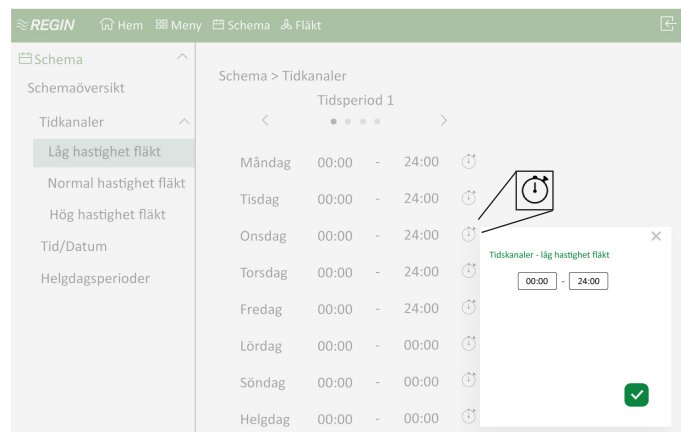 REGIN Hem Meny Schema Fläkt
Schema
Schemaöversikt
Tidkanaler
Låg hastighet fläkt
Normal hastighet fläkt
Hög hastighet fläkt
Tid/Datum
Helgdagsperioder
Schema > Tidkanaler
Tidsperiod 1
< >
Måndag 00:00 - 24:00
Tisdag 00:00 - 24:00
Onsdag 00:00 - 24:00
Torsdag 00:00 - 24:00
Fredag 00:00 - 24:00
Lördag 00:00 - 00:00
Söndag 00:00 - 00:00
Helgdag 00:00 - 00:00
Tidskanaler - låg hastighet fläkt
00:00 - 24:00